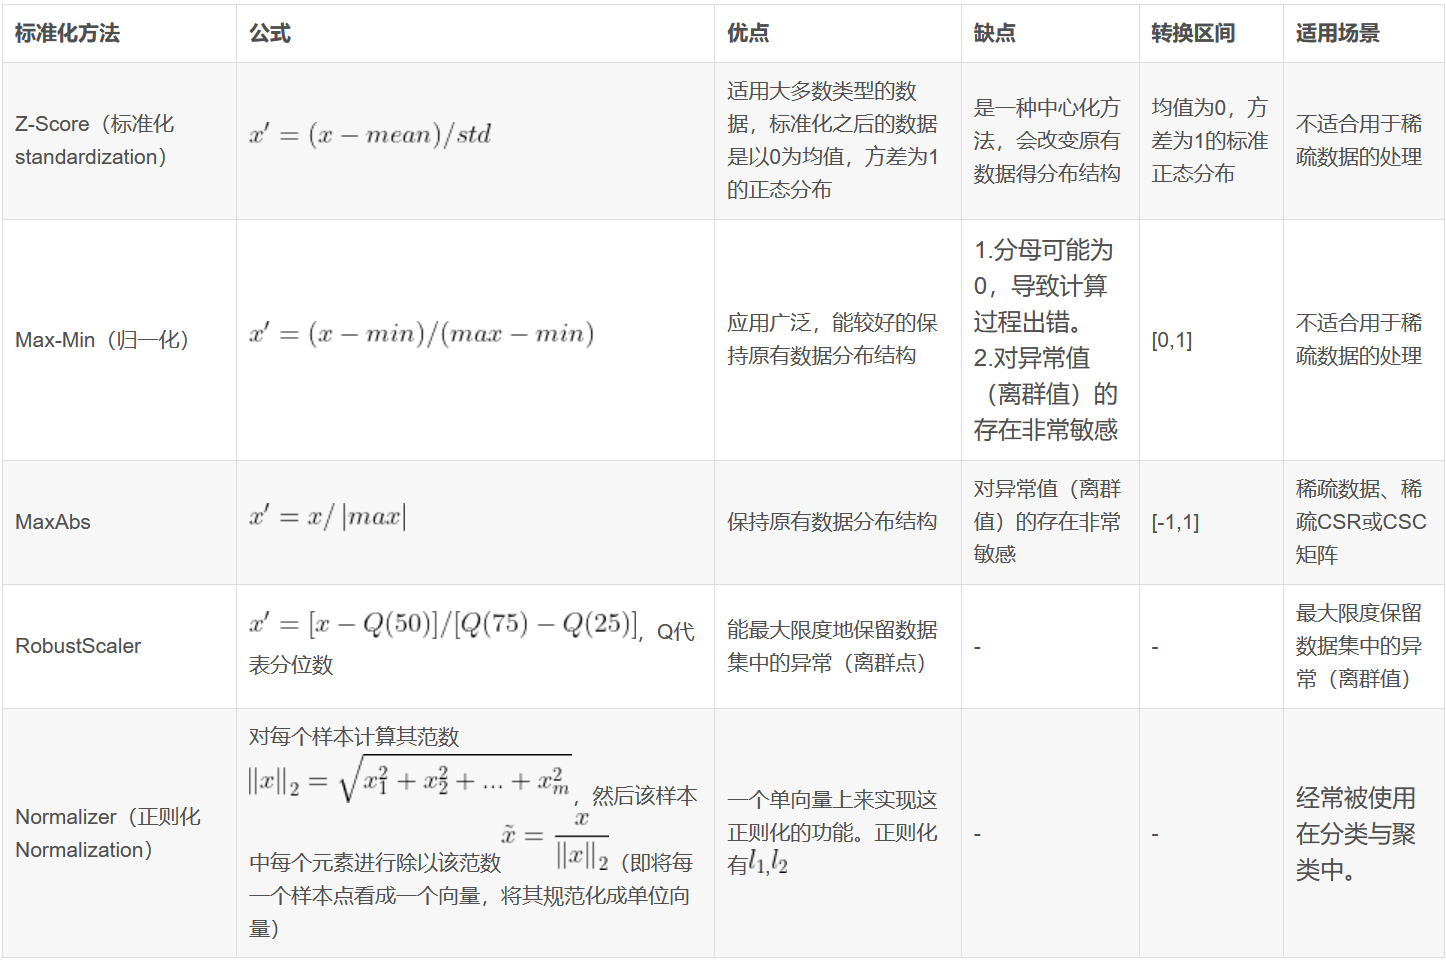 标准化方法
公式
优点
缺点
转换区间
适用场景
Z-Score（标准化
standardization）
x′ = (x − mean)/std
适用大多数类型的数
据，标准化之后的数据
是以0为均值，方差为1
的正态分布
是一种中心化方
法，会改变原有
数据得分布结构
均值为0，方
差为1的标准
正态分布
不适合用于稀
疏数据的处理
Max-Min（归一化）
x′ = (x − min)/(max − min)
应用广泛，能较好的保
持原有数据分布结构
1.分母可能为
0，导致计算
过程出错。
2.对异常值
（离群值）的
存在非常敏感
[0,1]
不适合用于稀
疏数据的处理
MaxAbs
x′ = x/ |max|
保持原有数据分布结构
对异常值（离群
值）的存在非常
敏感
[-1,1]
稀疏数据、稀
疏CSR或CSC
矩阵
RobustScaler
x′ = [x − Q(50)]/[Q(75) − Q(25)]，Q代
表分位数
能最大限度地保留数据
集中的异常（离群点）
-
-
最大限度保留
数据集中的异
常（离群值）
Normalizer（正则化
Normalization）
对每个样本计算其范数
||x||₂ = √(x₁² + x₂² + ... + xₘ²)，然后该样本
中每个元素进行除以该范数 x̃ = x/||x||₂（即将每
一个样本点看成一个向量，将其规范化成单位向
量）
一个单向量上来实现这
正则化的功能。正则化
有l₁,l₂
-
-
经常被使用
在分类与聚
类中。